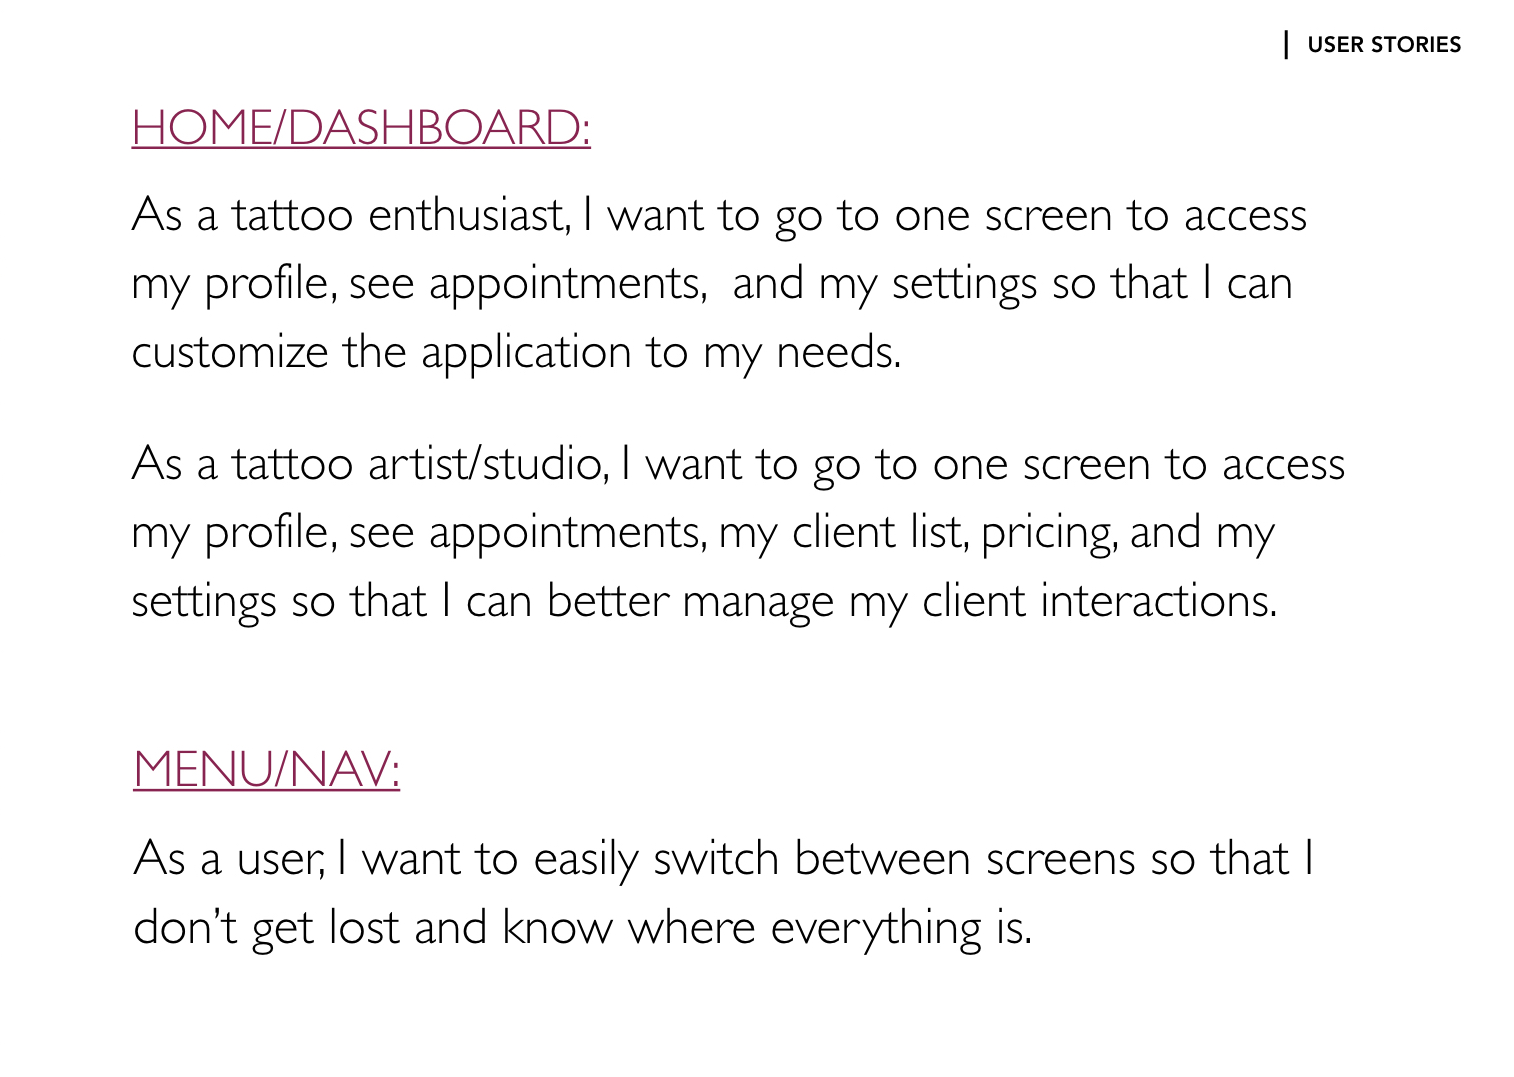 | USER STORIES
HOME/DASHBOARD:
As a tattoo enthusiast, I want to go to one screen to access
my profile, see appointments,  and my settings so that I can
customize the application to my needs.
As a tattoo artist/studio, I want to go to one screen to access
my profile, see appointments, my client list, pricing, and my
settings so that I can better manage my client interactions.
MENU/NAV:
As a user, I want to easily switch between screens so that I
don’t get lost and know where everything is.